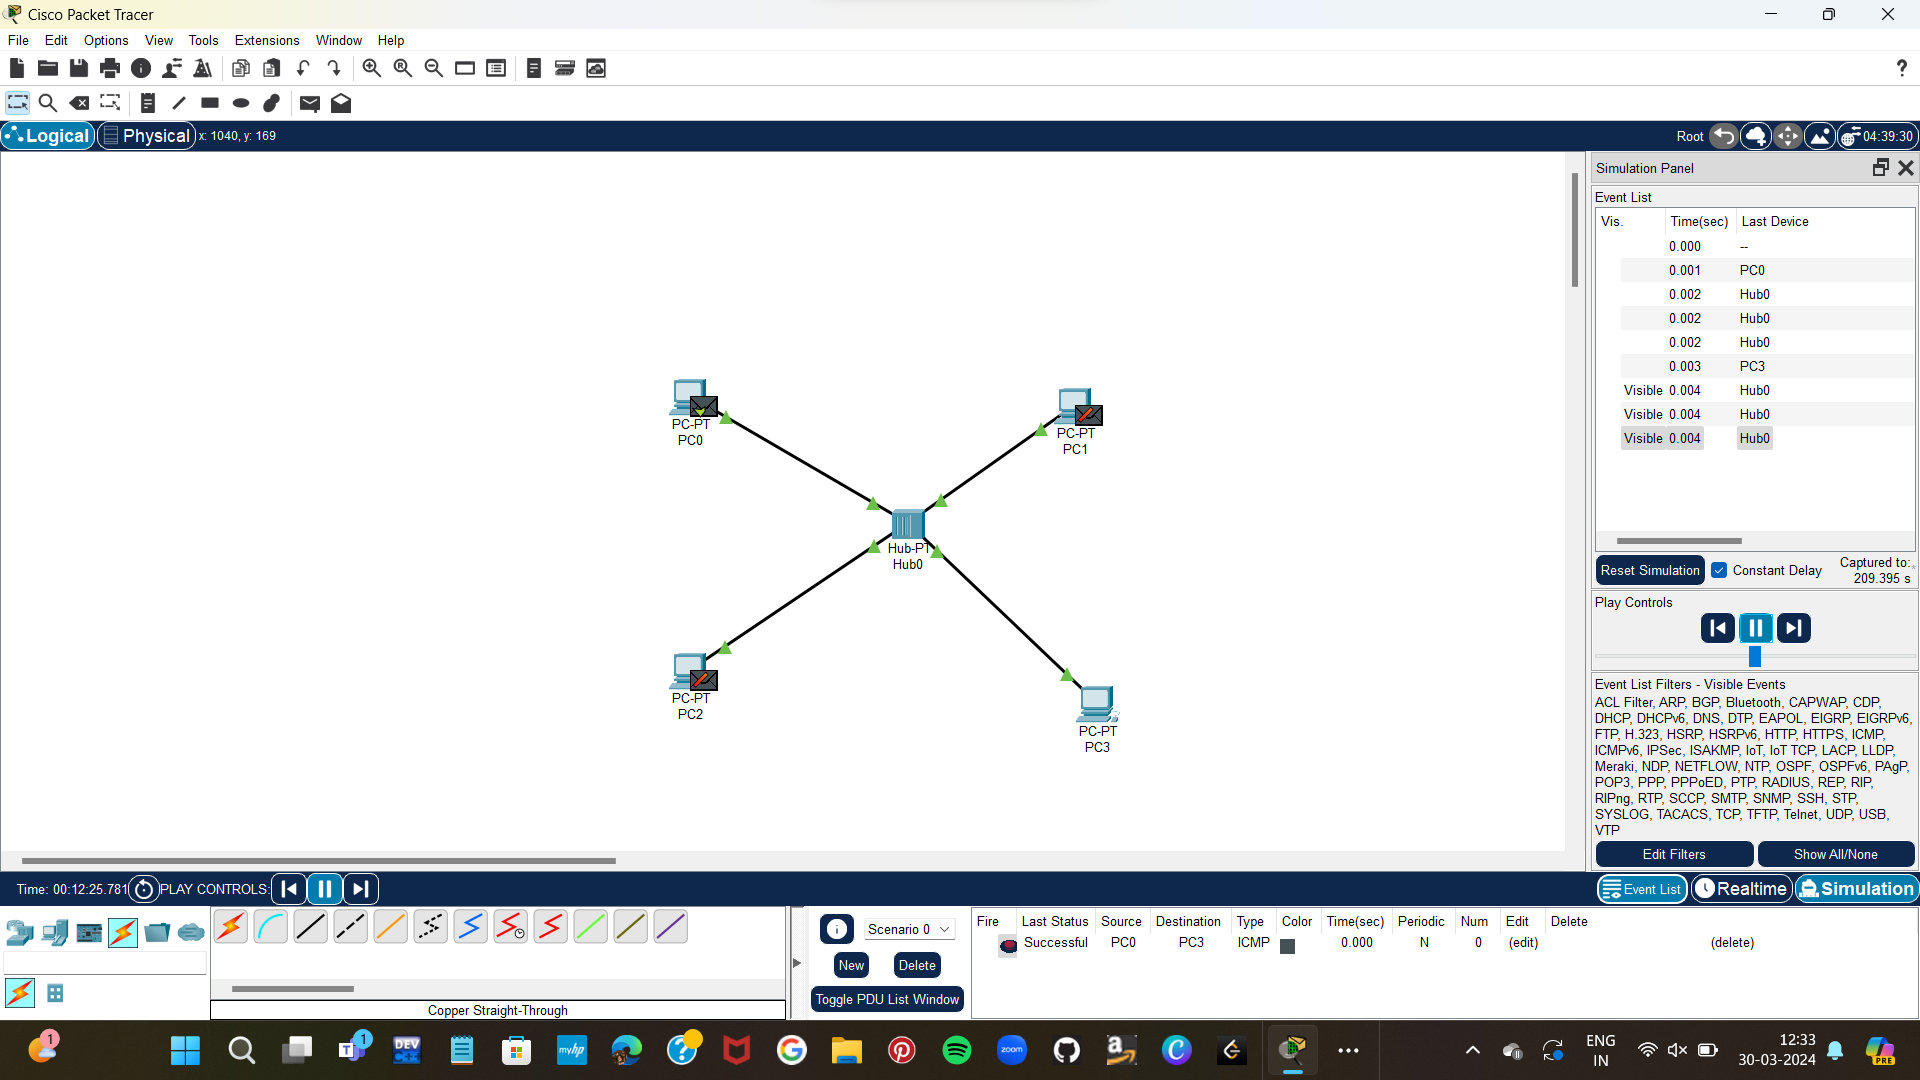 Cisco Packet Tracer
File Edit Options View Tools Extensions Window Help
Logical Physical x: 1040, y: 169 Root 04:39:30
Simulation Panel
Event List
Vis. Time(sec) Last Device
0.000 --
0.001 PC0
0.002 Hub0
0.002 Hub0
0.002 Hub0
0.003 PC3
Visible 0.004 Hub0
Visible 0.004 Hub0
Visible 0.004 Hub0
PC-PT
PC0
PC-PT
PC1
Hub-PT
Hub0
PC-PT
PC2
PC-PT
PC3
Reset Simulation Constant Delay Captured to:
209.395 s
Play Controls
Event List Filters - Visible Events
ACL Filter, ARP, BGP, Bluetooth, CAPWAP, CDP,
DHCP, DHCPv6, DNS, DTP, EAPOL, EIGRP, EIGRPv6,
FTP, H.323, HSRP, HSRPv6, HTTP, HTTPS, ICMP,
ICMPv6, IPSec, ISAKMP, IoT, IoT TCP, LACP, LLDP,
Meraki, NDP, NETFLOW, NTP, OSPF, OSPFv6, PAgP,
POP3, PPP, PPPoED, PTP, RADIUS, REP, RIP,
RIPng, RTP, SCCP, SMTP, SNMP, SSH, STP,
SYSLOG, TACACS, TCP, TFTP, Telnet, UDP, USB,
VTP
Edit Filters Show All/None
Time: 00:12:25.781 PLAY CONTROLS: Event List Realtime Simulation
Scenario 0
New Delete
Toggle PDU List Window
Fire Last Status Source Destination Type Color Time(sec) Periodic Num Edit Delete
Successful PC0 PC3 ICMP 0.000 N 0 (edit) (delete)
Copper Straight-Through
1
1
DEV
C++
myhp
zoom
ENG
IN
12:33
30-03-2024
PRE